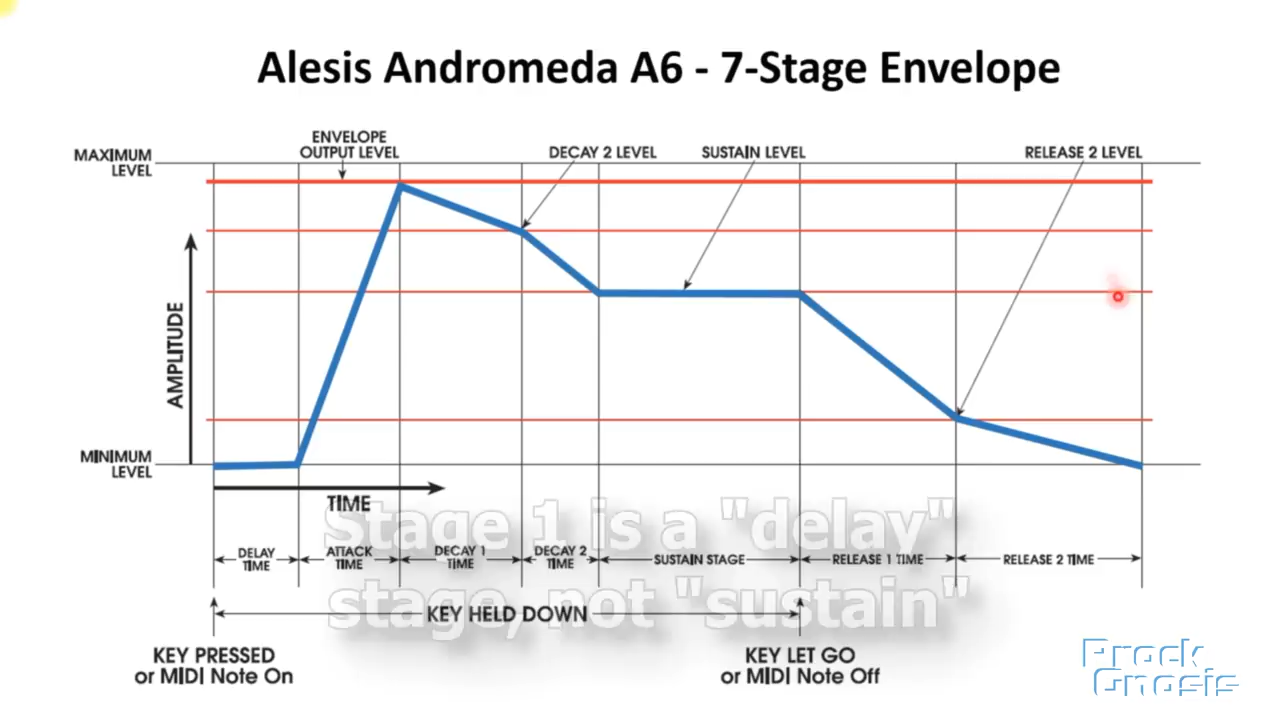 Alesis Andromeda A6 - 7-Stage Envelope
ENVELOPE
OUTPUT LEVEL
DECAY 2 LEVEL
SUSTAIN LEVEL
RELEASE 2 LEVEL
MAXIMUM
LEVEL
AMPLITUDE
MINIMUM
LEVEL
TIME
Stage 1 is a "delay"
stage, not "sustain"
DELAY
TIME
ATTACK
TIME
DECAY 1
TIME
DECAY 2
TIME
SUSTAIN STAGE
RELEASE 1 TIME
RELEASE 2 TIME
KEY HELD DOWN
KEY PRESSED
or MIDI Note On
KEY LET GO
or MIDI Note Off
Prock
Gnosis